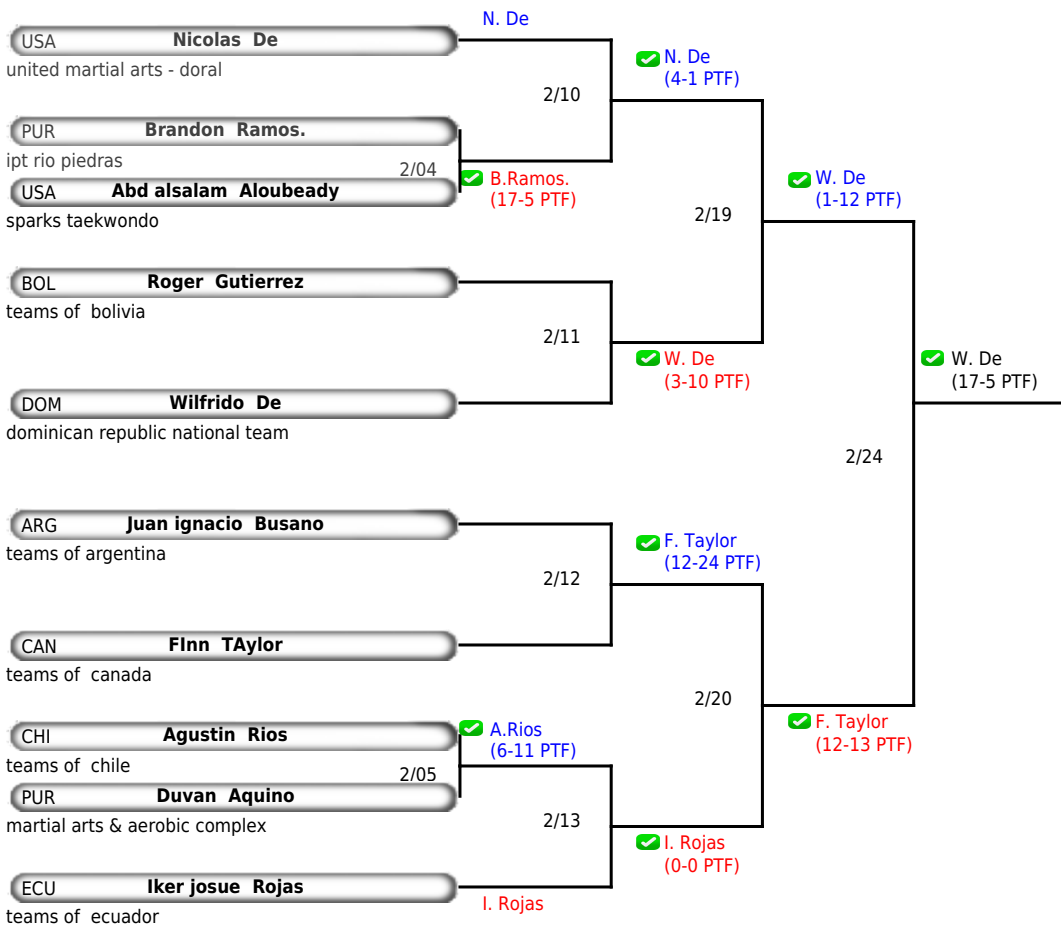 N. De
USA Nicolas De
united martial arts - doral
N. De
(4-1 PTF)
2/10
PUR Brandon Ramos.
ipt rio piedras
2/04
B.Ramos.
(17-5 PTF)
USA Abd alsalam Aloubeady
sparks taekwondo
W. De
(1-12 PTF)
2/19
BOL Roger Gutierrez
teams of bolivia
2/11
W. De
(3-10 PTF)
W. De
(17-5 PTF)
DOM Wilfrido De
dominican republic national team
2/24
ARG Juan ignacio Busano
teams of argentina
F. Taylor
(12-24 PTF)
2/12
CAN FInn TAylor
teams of canada
2/20
F. Taylor
(12-13 PTF)
CHI Agustin Rios
teams of chile
A.Rios
(6-11 PTF)
2/05
PUR Duvan Aquino
martial arts & aerobic complex
2/13
I. Rojas
(0-0 PTF)
ECU Iker josue Rojas
teams of ecuador
I. Rojas